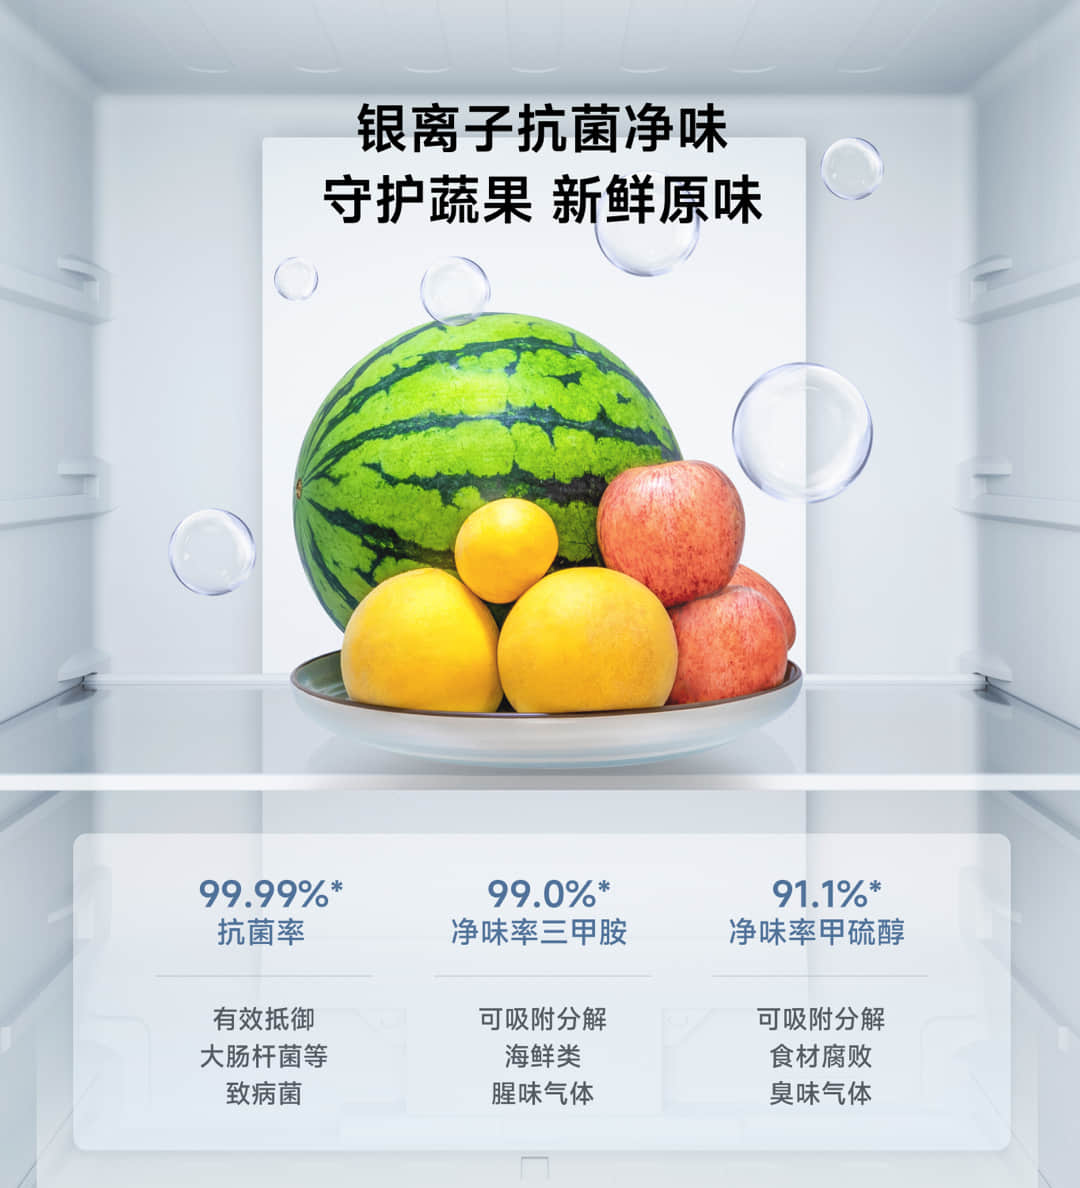 银离子抗菌净味
守护蔬果 新鲜原味
99.99%*
抗菌率
有效抵御
大肠杆菌等
致病菌
99.0%*
净味率三甲胺
可吸附分解
海鲜类
腥味气体
91.1%*
净味率甲硫醇
可吸附分解
食材腐败
臭味气体